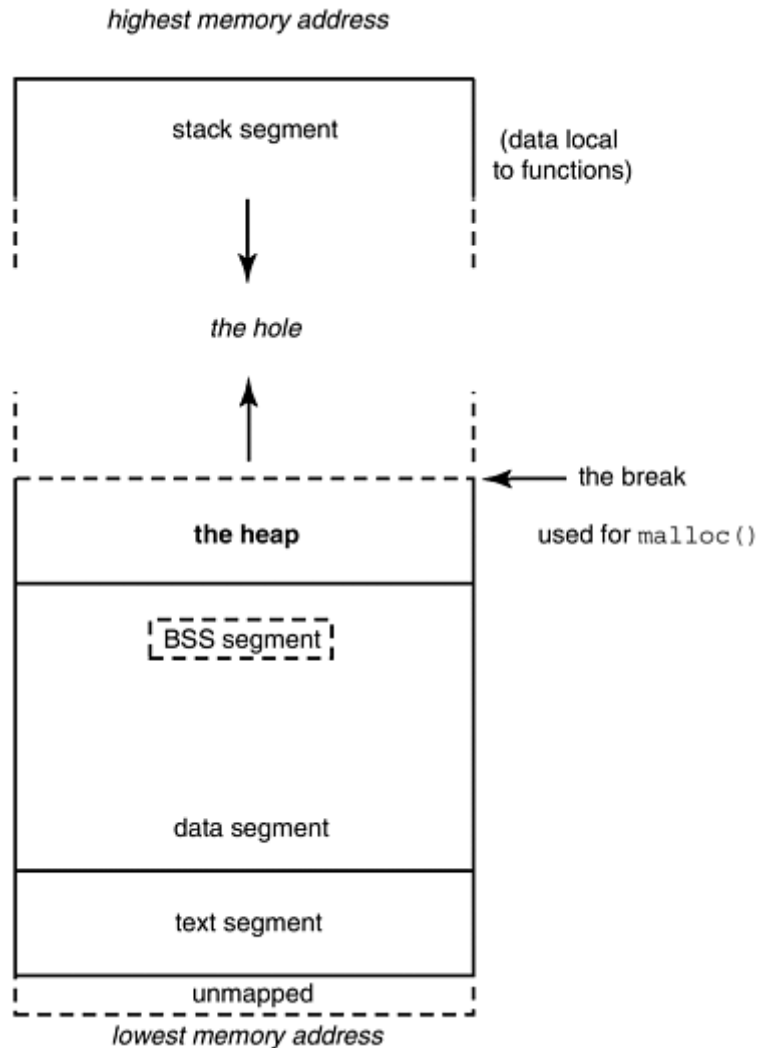 highest memory address
stack segment
(data local
to functions)
the hole
the break
the heap
used for malloc()
BSS segment
data segment
text segment
unmapped
lowest memory address